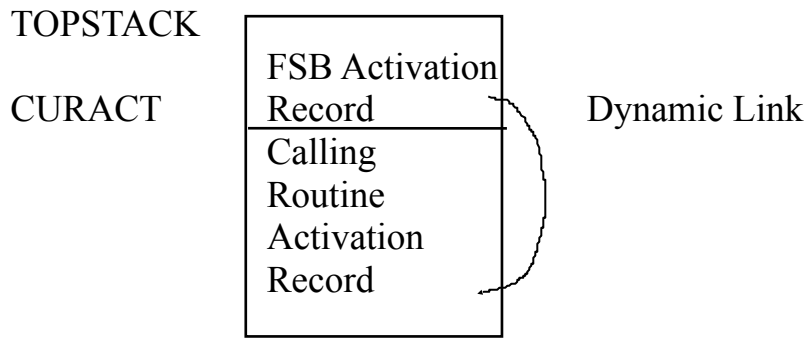 TOPSTACK
FSB Activation
CURACT
Record
Dynamic Link
Calling
Routine
Activation
Record